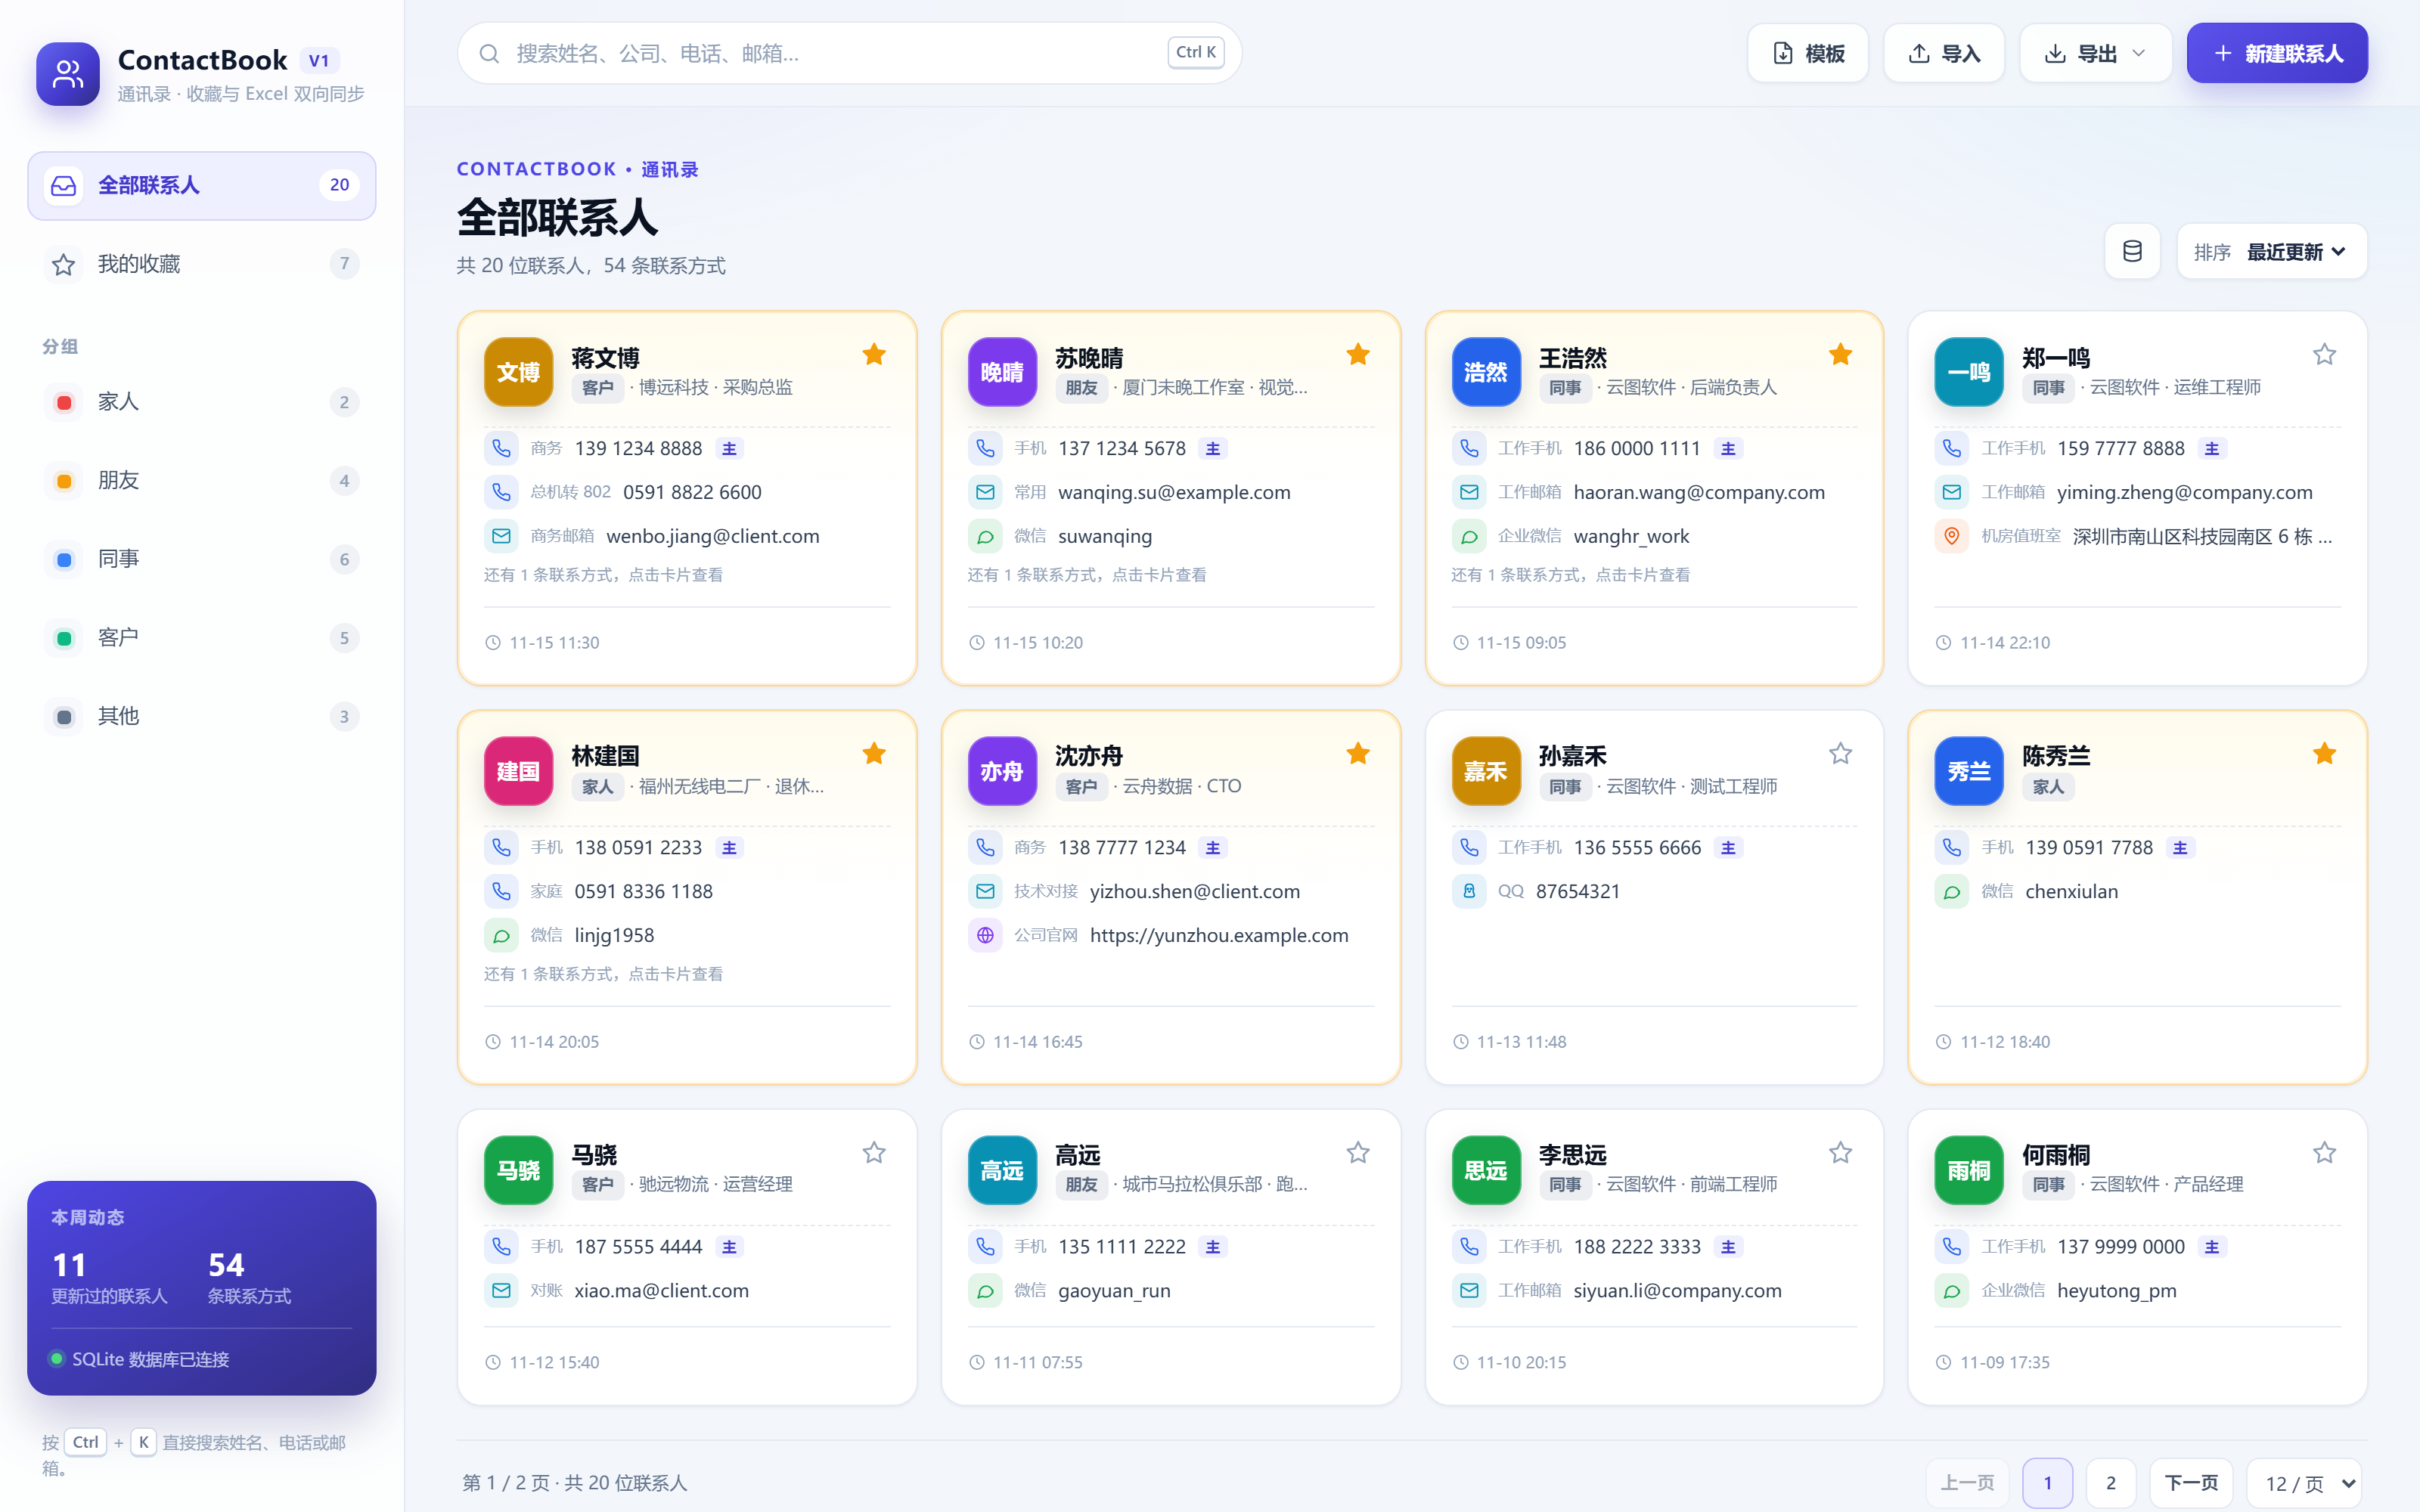 ContactBook V1
通讯录 · 收藏与 Excel 双向同步
全部联系人 20
我的收藏 7
分组
家人 2
朋友 4
同事 6
客户 5
其他 3
本周动态
11 54
更新过的联系人 条联系方式
SQLite 数据库已连接
按 Ctrl + K 直接搜索姓名、电话或邮
箱。
搜索姓名、公司、电话、邮箱... Ctrl K
模板 导入 导出 新建联系人
CONTACTBOOK • 通讯录
全部联系人
共 20 位联系人，54 条联系方式
排序 最近更新
文博 蒋文博
客户 · 博远科技 · 采购总监
商务 139 1234 8888 主
总机转 802 0591 8822 6600
商务邮箱 wenbo.jiang@client.com
还有 1 条联系方式，点击卡片查看
11-15 11:30
晚晴 苏晚晴
朋友 · 厦门未晚工作室 · 视觉...
手机 137 1234 5678 主
常用 wanqing.su@example.com
微信 suwanqing
还有 1 条联系方式，点击卡片查看
11-15 10:20
浩然 王浩然
同事 · 云图软件 · 后端负责人
工作手机 186 0000 1111 主
工作邮箱 haoran.wang@company.com
企业微信 wanghr_work
还有 1 条联系方式，点击卡片查看
11-15 09:05
一鸣 郑一鸣
同事 · 云图软件 · 运维工程师
工作手机 159 7777 8888 主
工作邮箱 yiming.zheng@company.com
机房值班室 深圳市南山区科技园南区 6 栋 ...
11-14 22:10
建国 林建国
家人 · 福州无线电二厂 · 退休...
手机 138 0591 2233 主
家庭 0591 8336 1188
微信 linjg1958
还有 1 条联系方式，点击卡片查看
11-14 20:05
亦舟 沈亦舟
客户 · 云舟数据 · CTO
商务 138 7777 1234 主
技术对接 yizhou.shen@client.com
公司官网 https://yunzhou.example.com
11-14 16:45
嘉禾 孙嘉禾
同事 · 云图软件 · 测试工程师
工作手机 136 5555 6666 主
QQ 87654321
11-13 11:48
秀兰 陈秀兰
家人
手机 139 0591 7788 主
微信 chenxiulan
11-12 18:40
马骁 马骁
客户 · 驰远物流 · 运营经理
手机 187 5555 4444 主
对账 xiao.ma@client.com
11-12 15:40
高远 高远
朋友 · 城市马拉松俱乐部 · 跑...
手机 135 1111 2222 主
微信 gaoyuan_run
11-11 07:55
思远 李思远
同事 · 云图软件 · 前端工程师
工作手机 188 2222 3333 主
工作邮箱 siyuan.li@company.com
11-10 20:15
雨桐 何雨桐
同事 · 云图软件 · 产品经理
工作手机 137 9999 0000 主
企业微信 heyutong_pm
11-09 17:35
第 1 / 2 页 · 共 20 位联系人
上一页 1 2 下一页 12 / 页